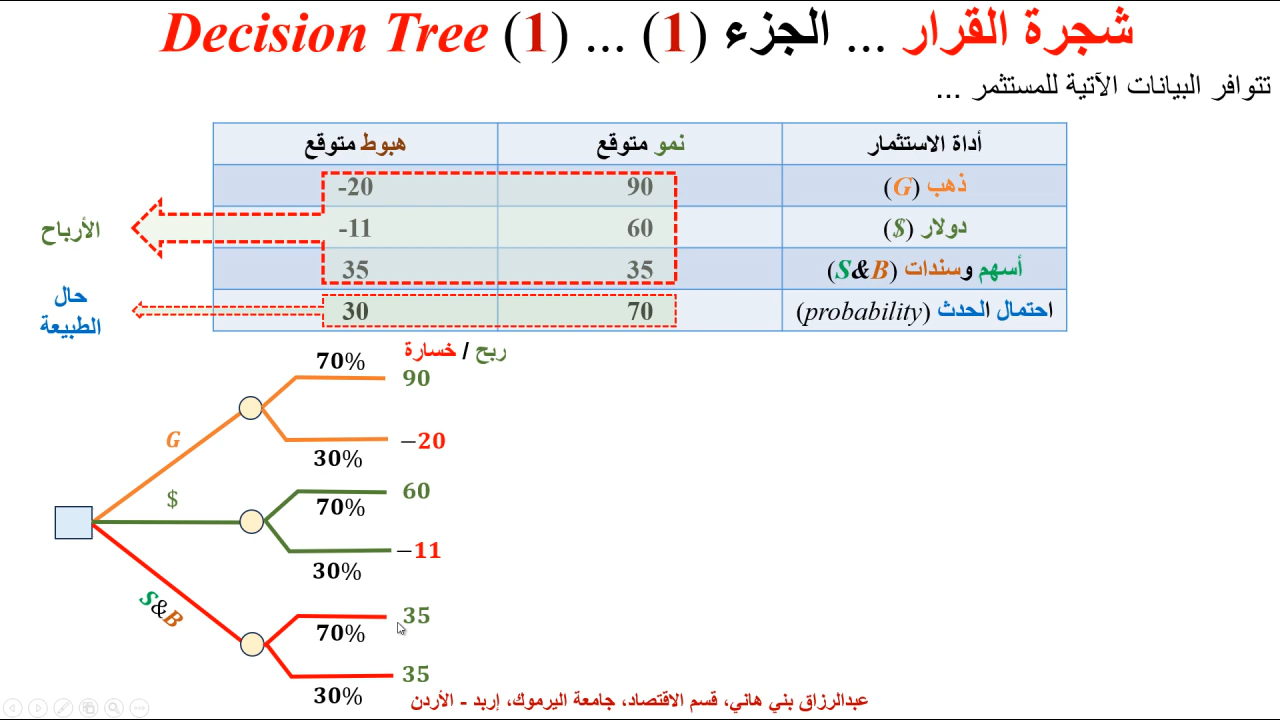 شجرة القرار ... الجزء (1) ... Decision Tree (1)
تتوافر البيانات الآتية للمستثمر ...
أداة الاستثمار نمو متوقع هبوط متوقع
ذهب (G) 90 -20
دولار ($) 60 -11
أسهم وسندات (S&B) 35 35
احتمال الحدث (probability) 70 30
الأرباح
حال
الطبيعة
ربح / خسارة
70% 90
G
30% −20
$
70% 60
30% −11
S&B
70% 35
30% 35
عبدالرزاق بني هاني، قسم الاقتصاد، جامعة اليرموك، إربد - الأردن